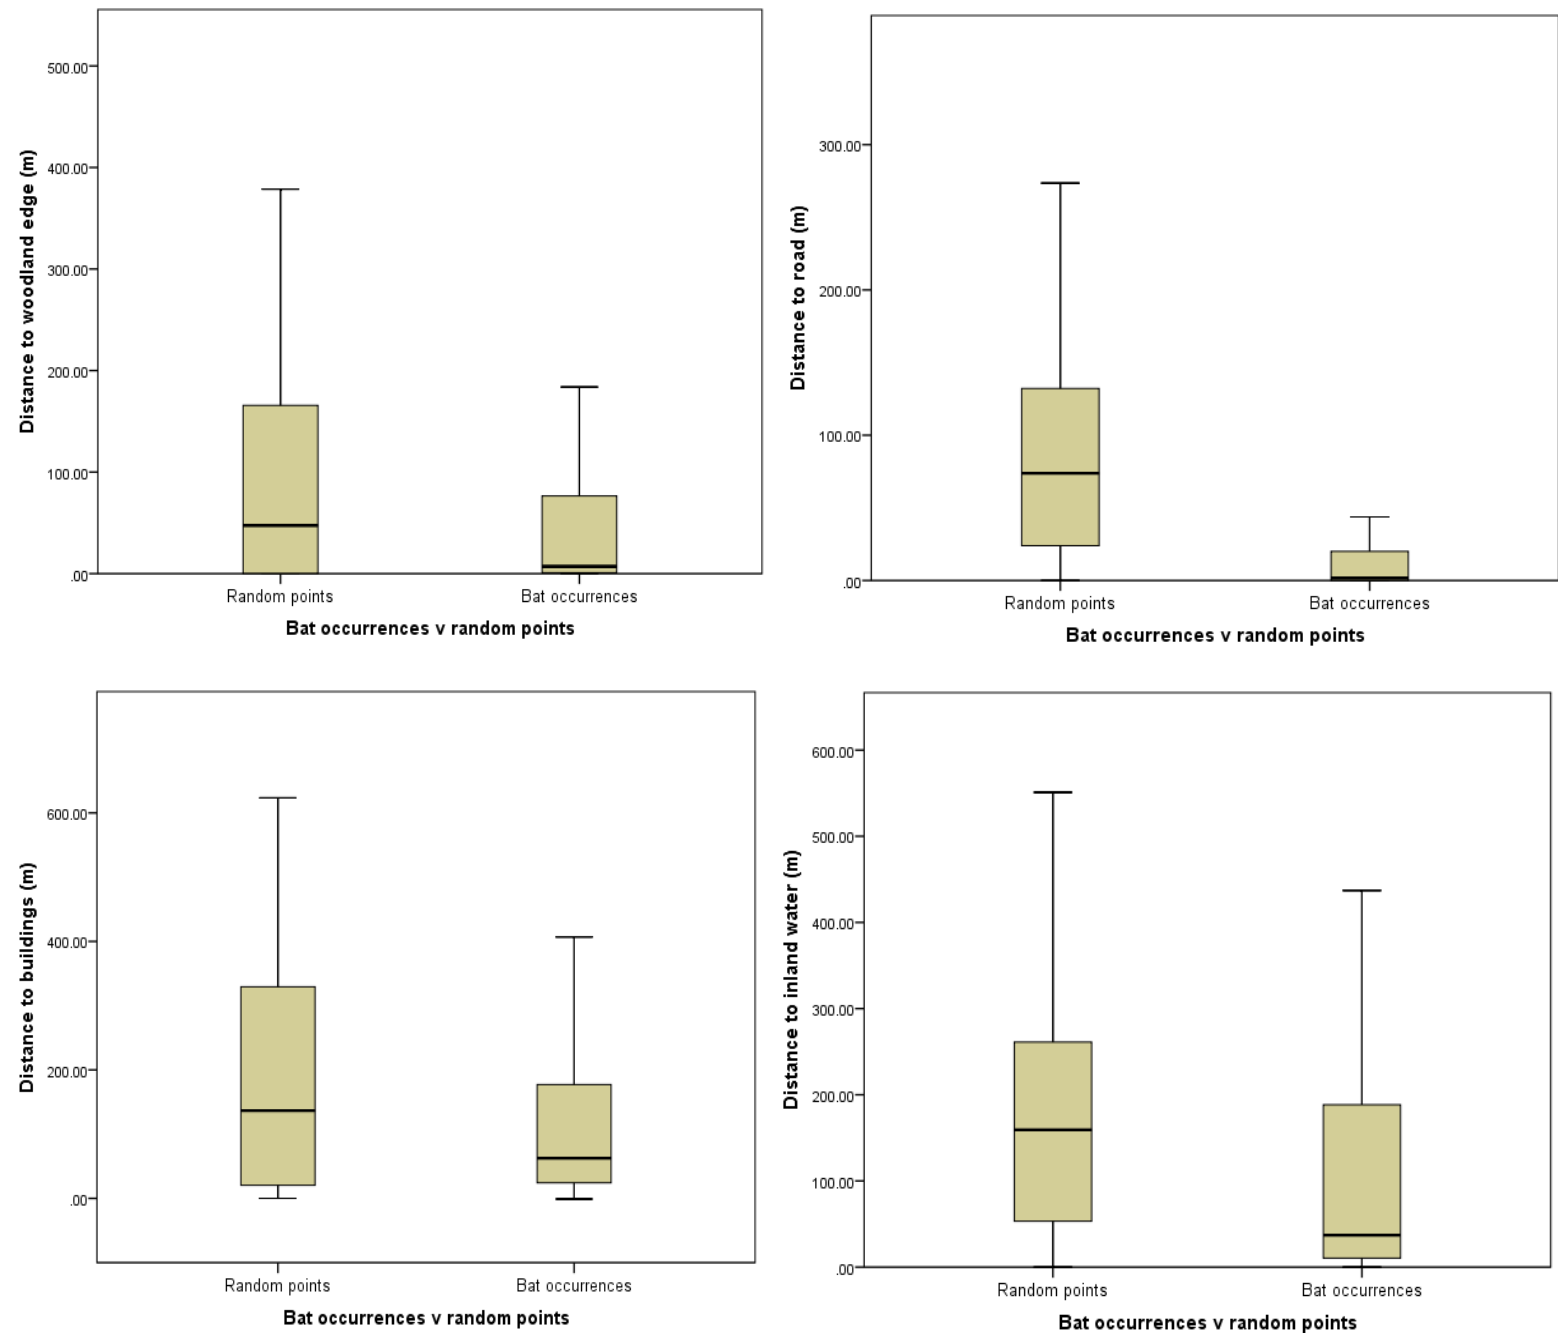 500.00
400.00
300.00
200.00
100.00
.00
Distance to woodland edge (m)
Random points Bat occurrences
Bat occurrences v random points
300.00
200.00
100.00
.00
Distance to road (m)
Random points Bat occurrences
Bat occurrences v random points
600.00
400.00
200.00
.00
Distance to buildings (m)
Random points Bat occurrences
Bat occurrences v random points
600.00
500.00
400.00
300.00
200.00
100.00
.00
Distance to inland water (m)
Random points Bat occurrences
Bat occurrences v random points